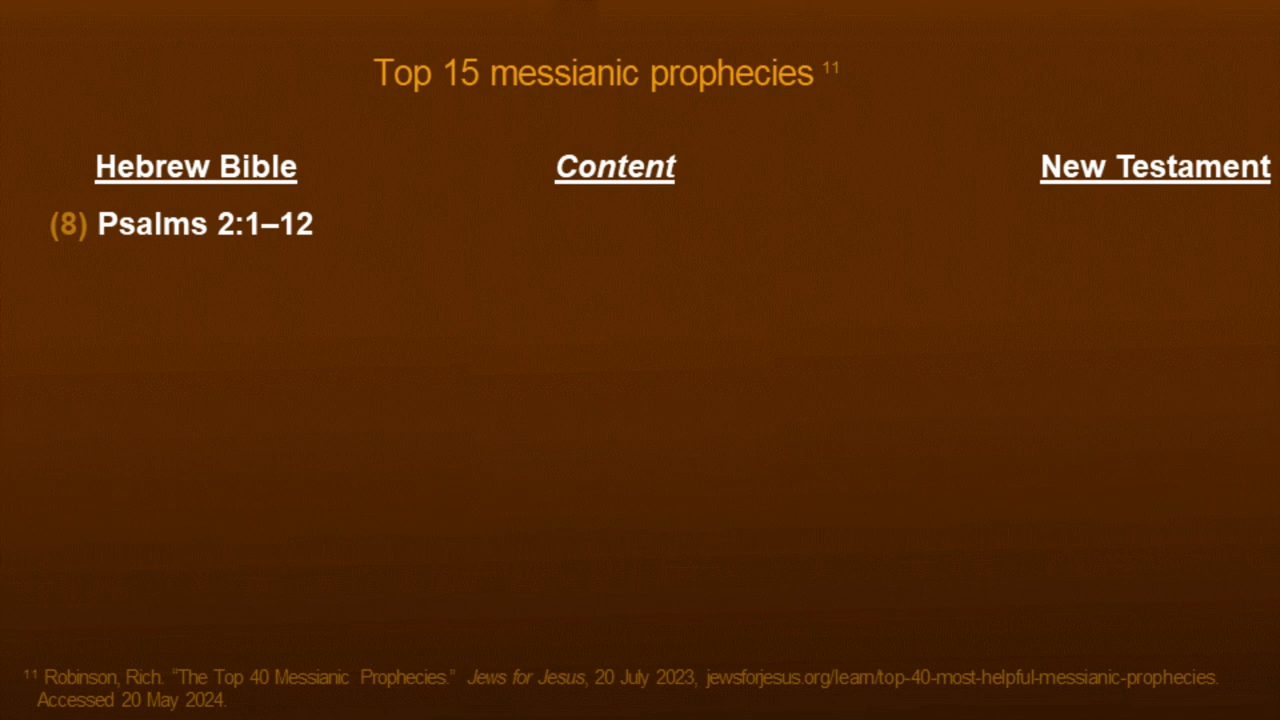 Top 15 messianic prophecies ¹¹
Hebrew Bible Content New Testament
(8) Psalms 2:1–12
¹¹ Robinson, Rich. “The Top 40 Messianic Prophecies.” Jews for Jesus, 20 July 2023, jewsforjesus.org/learn/top-40-most-helpful-messianic-prophecies.
Accessed 20 May 2024.